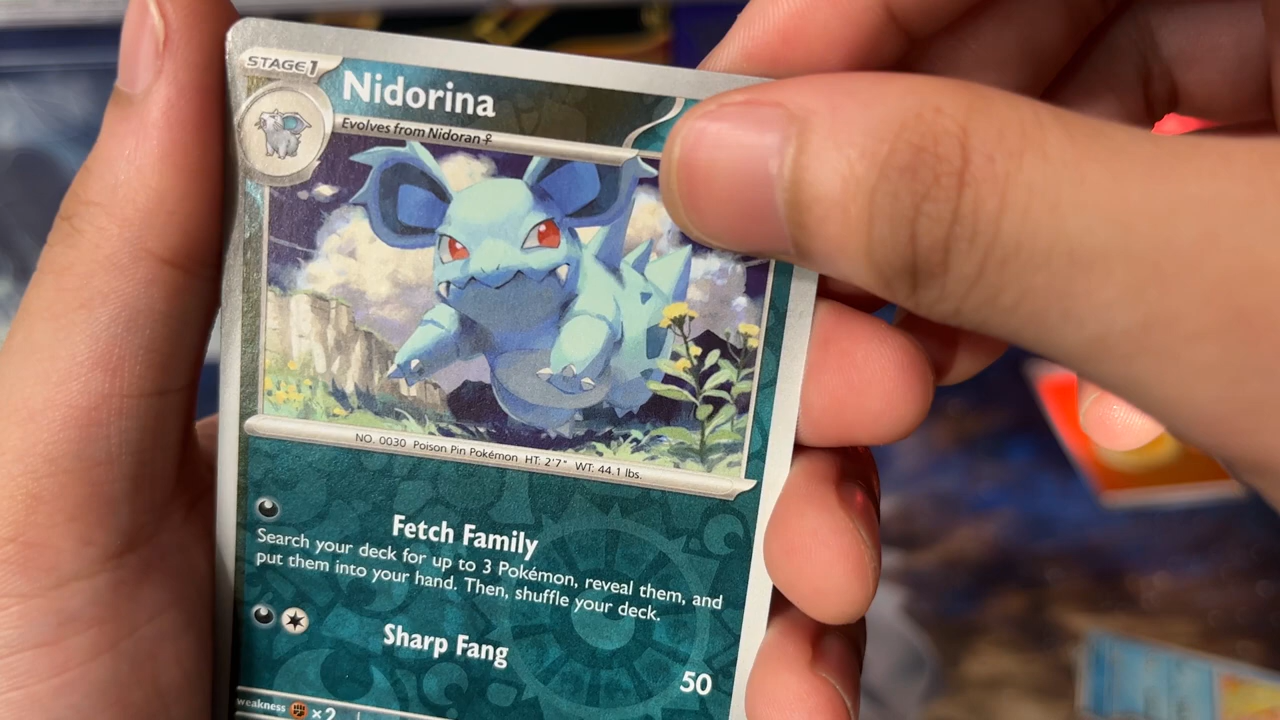 STAGE 1
Nidorina
Evolves from Nidoran♀
NO. 0030 Poison Pin Pokémon HT: 2'7" WT: 44.1 lbs.
Fetch Family
Search your deck for up to 3 Pokémon, reveal them, and
put them into your hand. Then, shuffle your deck.
Sharp Fang
50
weakness ×2